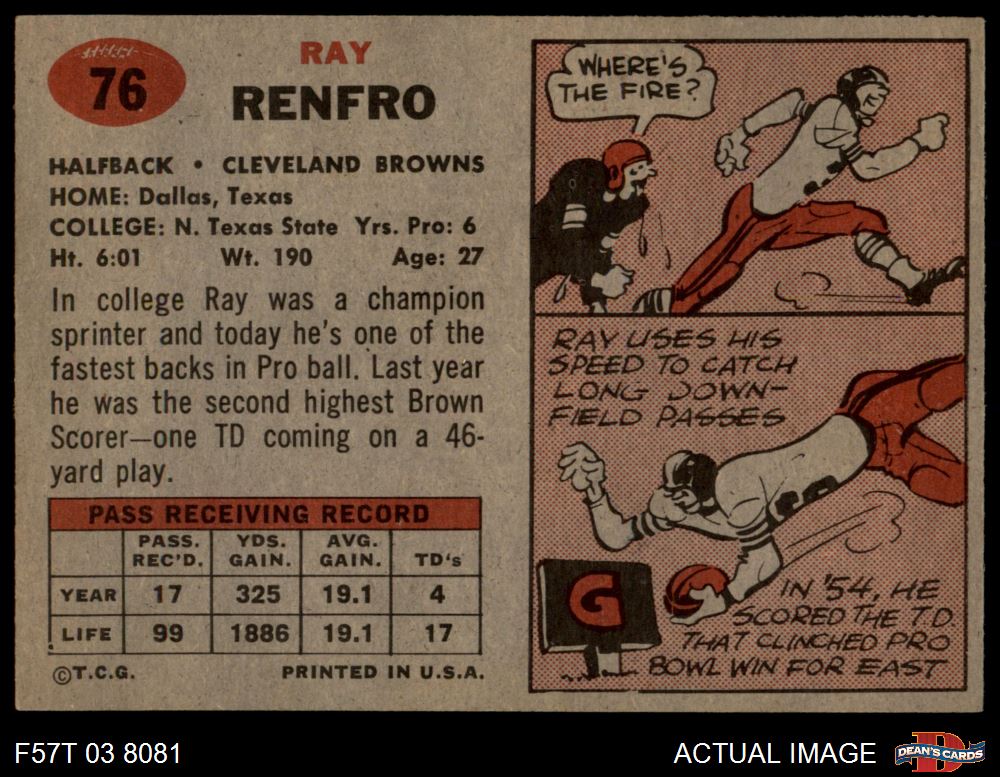 76
RAY
RENFRO
HALFBACK • CLEVELAND BROWNS
HOME: Dallas, Texas
COLLEGE: N. Texas State Yrs. Pro: 6
Ht. 6:01 Wt. 190 Age: 27
In college Ray was a champion
sprinter and today he's one of the
fastest backs in Pro ball. Last year
he was the second highest Brown
Scorer—one TD coming on a 46-
yard play.
PASS RECEIVING RECORD
PASS. REC'D. YDS. GAIN. AVG. GAIN. TD's
YEAR 17 325 19.1 4
LIFE 99 1886 19.1 17
©T.C.G. PRINTED IN U.S.A.
WHERE'S
THE FIRE?
RAY USES HIS
SPEED TO CATCH
LONG DOWN-
FIELD PASSES
G
IN '54, HE
SCORED THE TD
THAT CLINCHED PRO
BOWL WIN FOR EAST
F57T 03 8081
ACTUAL IMAGE
DEAN'S CARDS